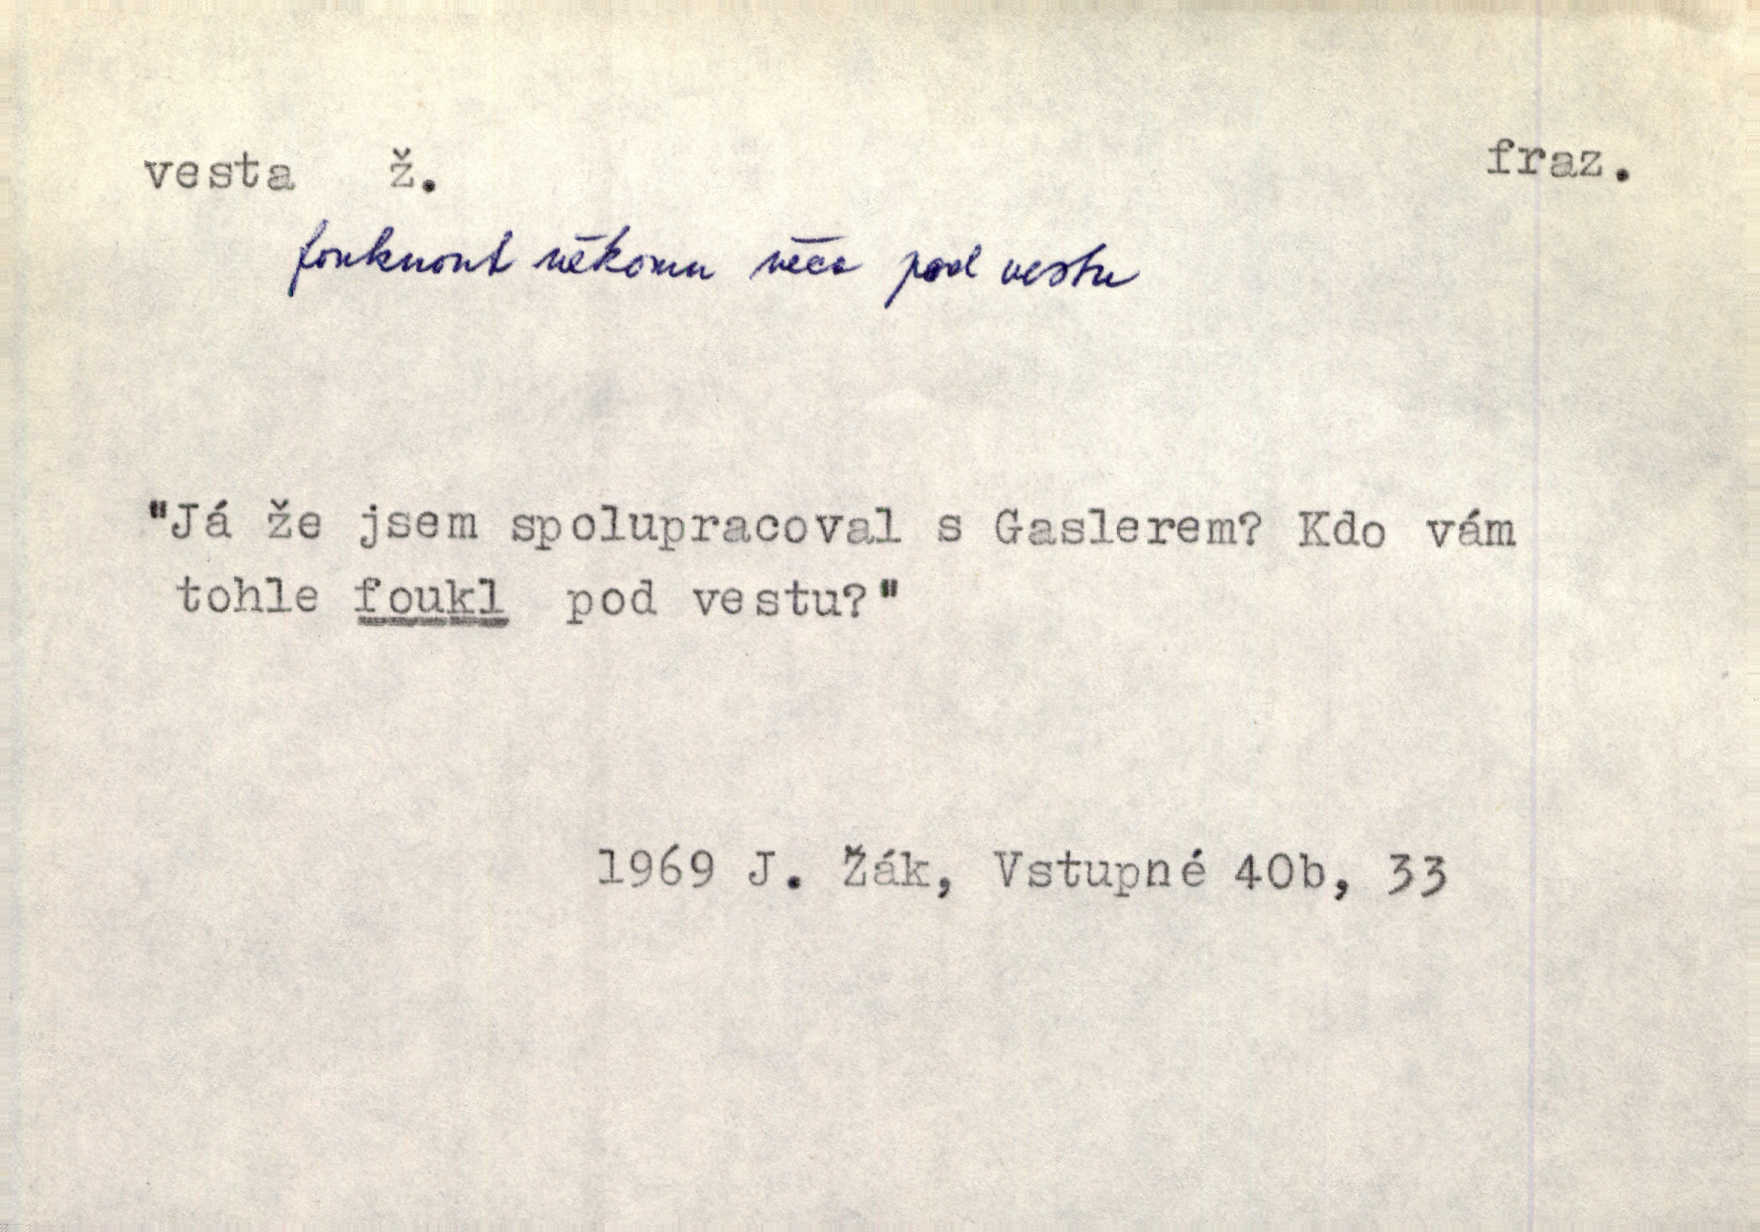 vesta ž. fraz.
fouknout někomu něco pod vestu
"Já že jsem spolupracoval s Gaslerem? Kdo vám
tohle foukl pod vestu?"
1969 J. Žák, Vstupné 40b, 33